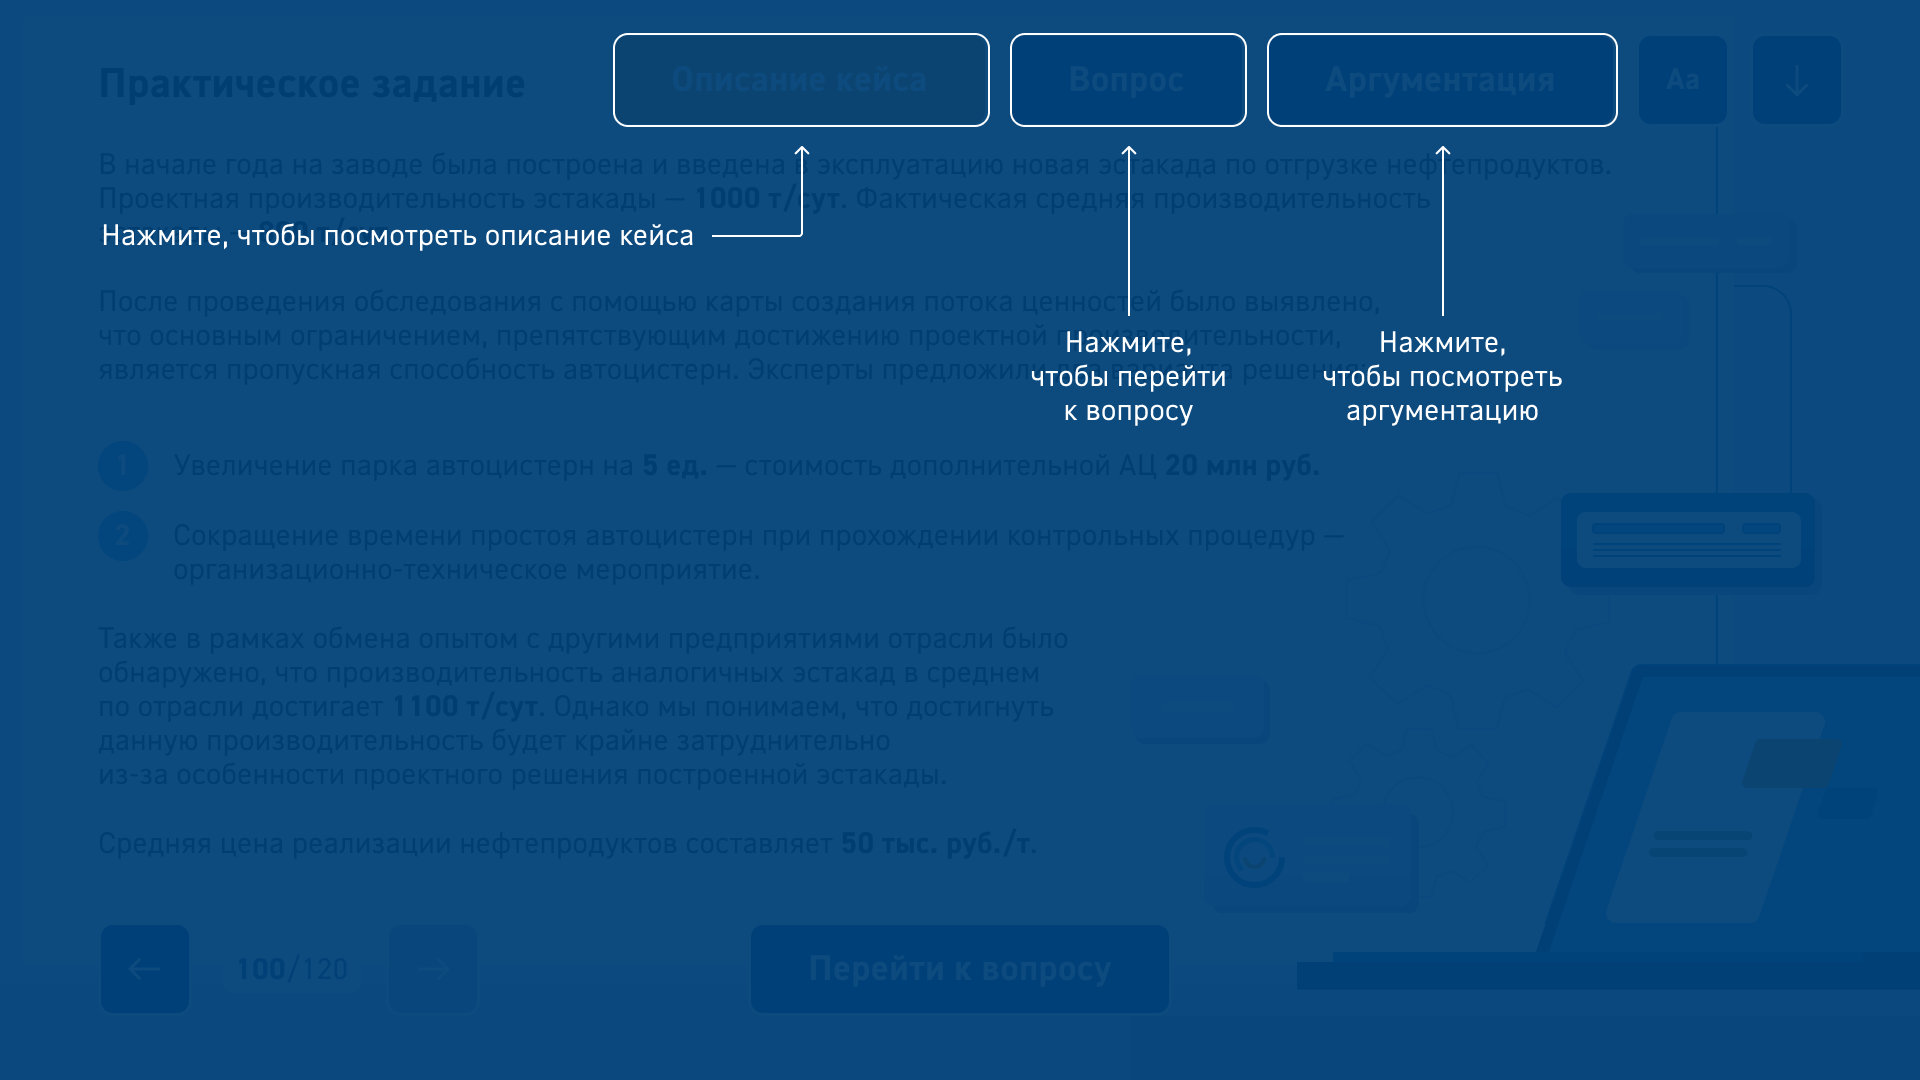 Практическое задание
Описание кейса
Вопрос
Аргументация
Aa
В начале года на заводе была построена и введена в эксплуатацию новая эстакада по отгрузке нефтепродуктов.
Проектная производительность эстакады — 1000 т/сут. Фактическая средняя производительность
Нажмите, чтобы посмотреть описание кейса
После проведения обследования с помощью карты создания потока ценностей было выявлено,
что основным ограничением, препятствующим достижению проектной производительности,
является пропускная способность автоцистерн. Эксперты предложили два варианта решения
Нажмите,
чтобы перейти
к вопросу
Нажмите,
чтобы посмотреть
аргументацию
1 Увеличение парка автоцистерн на 5 ед. — стоимость дополнительной АЦ 20 млн руб.
2 Сокращение времени простоя автоцистерн при прохождении контрольных процедур —
организационно-техническое мероприятие.
Также в рамках обмена опытом с другими предприятиями отрасли было
обнаружено, что производительность аналогичных эстакад в среднем
по отрасли достигает 1100 т/сут. Однако мы понимаем, что достигнуть
данную производительность будет крайне затруднительно
из-за особенности проектного решения построенной эстакады.
Средняя цена реализации нефтепродуктов составляет 50 тыс. руб./т.
100/120
Перейти к вопросу